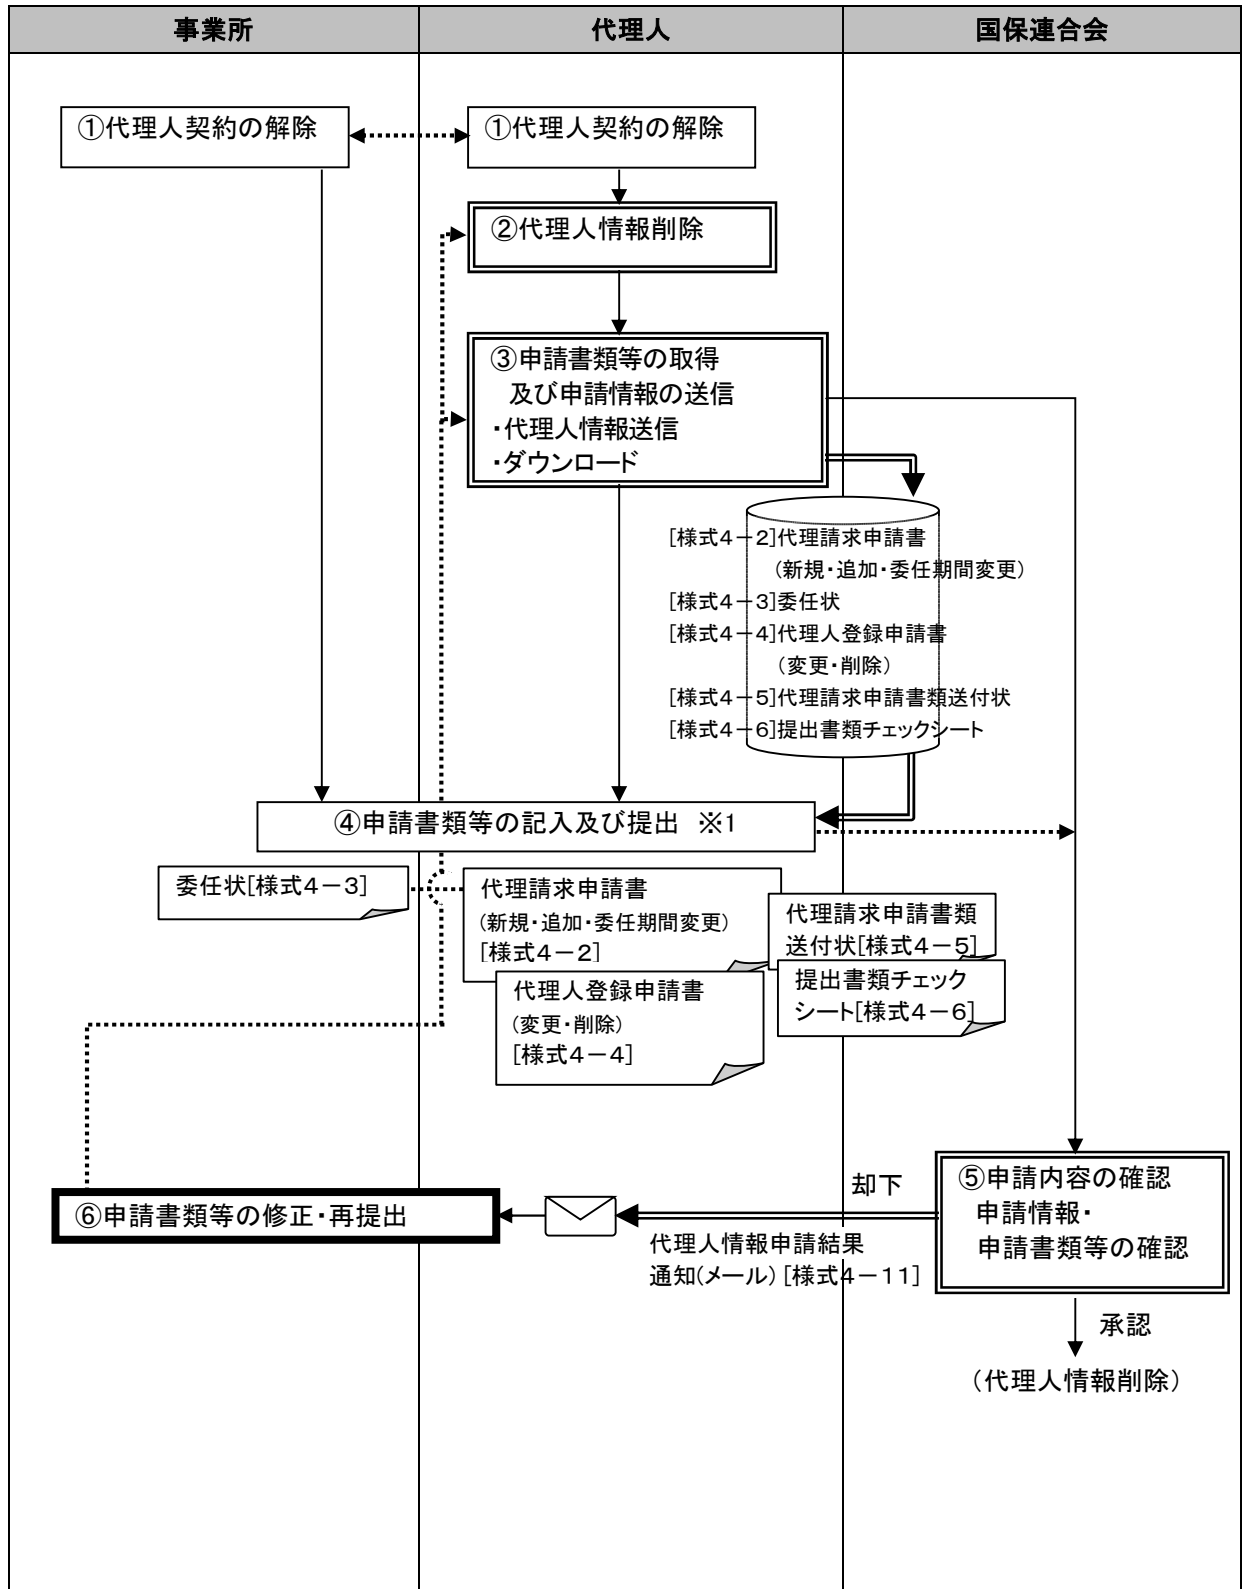 事業所
代理人
国保連合会
①代理人契約の解除
①代理人契約の解除
②代理人情報削除
③申請書類等の取得
及び申請情報の送信
・代理人情報送信
・ダウンロード
[様式4－2]代理請求申請書
(新規・追加・委任期間変更)
[様式4－3]委任状
[様式4－4]代理人登録申請書
(変更・削除)
[様式4－5]代理請求申請書類送付状
[様式4－6]提出書類チェックシート
④申請書類等の記入及び提出 ※1
委任状[様式4－3]
代理請求申請書
(新規・追加・委任期間変更)
[様式4－2]
代理人登録申請書
(変更・削除)
[様式4－4]
代理請求申請書類
送付状[様式4－5]
提出書類チェック
シート[様式4－6]
⑤申請内容の確認
申請情報・
申請書類等の確認
却下
代理人情報申請結果
通知(メール) [様式4－11]
⑥申請書類等の修正・再提出
承認
(代理人情報削除)